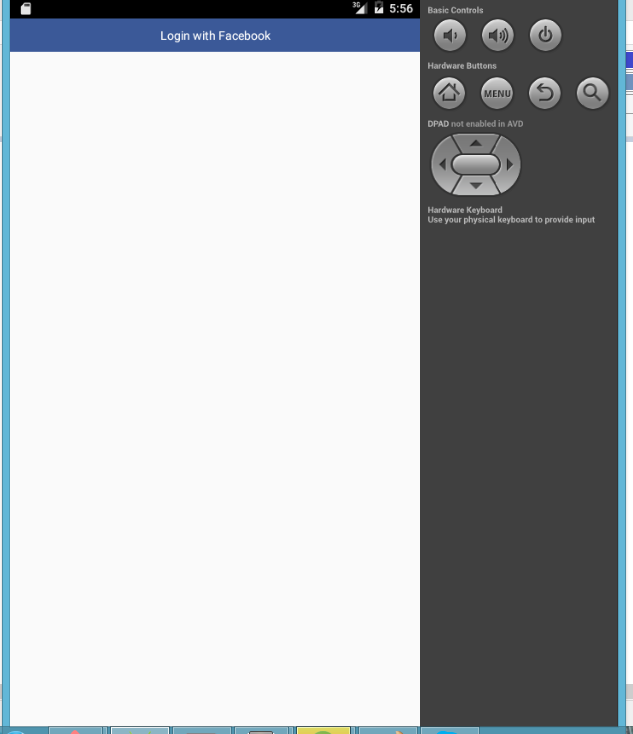 3G 5:56
Login with Facebook
Basic Controls
Hardware Buttons
MENU
DPAD not enabled in AVD
Hardware Keyboard
Use your physical keyboard to provide input